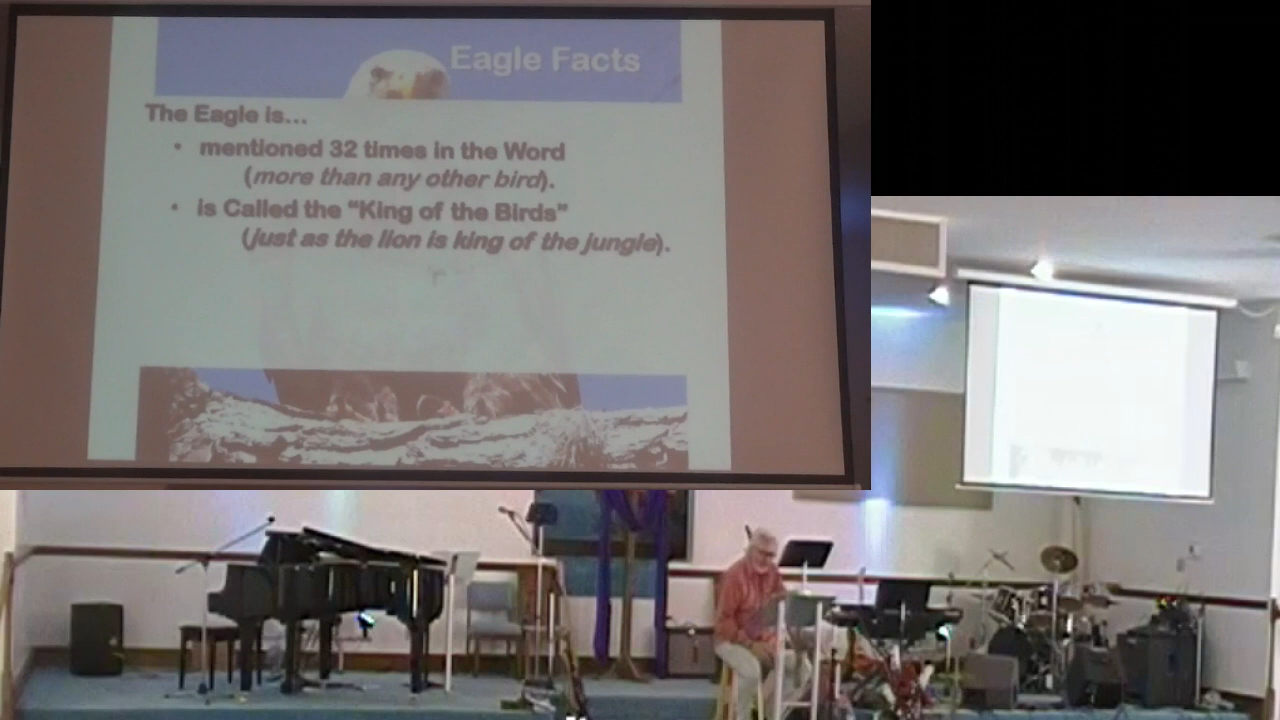 Eagle Facts
The Eagle is...
• mentioned 32 times in the Word
(more than any other bird).
• is Called the "King of the Birds"
(just as the lion is king of the jungle).